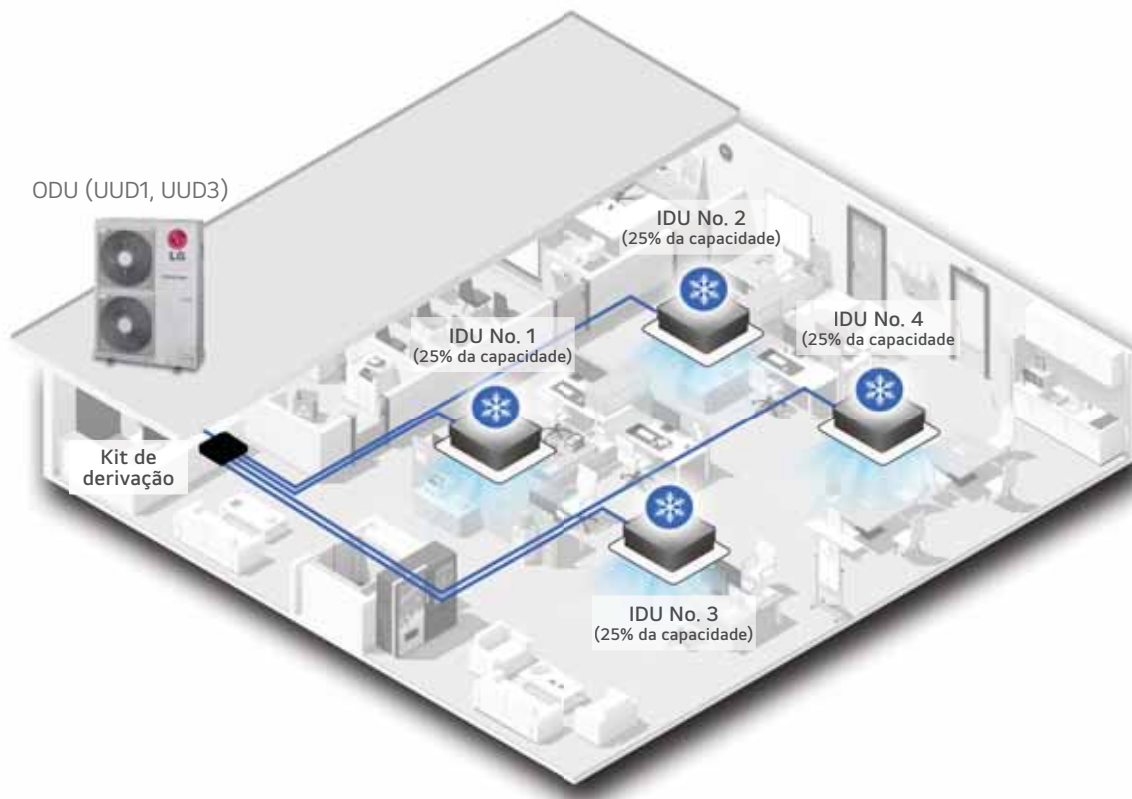 ODU (UUD1, UUD3)
LG
IDU No. 2
(25% da capacidade)
IDU No. 4
(25% da capacidade
IDU No. 1
(25% da capacidade)
Kit de
derivação
IDU No. 3
(25% da capacidade)